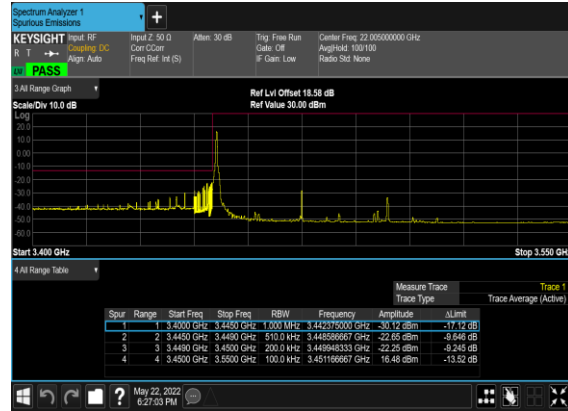 Spectrum Analyzer 1
Spurious Emissions
+
KEYSIGHT Input: RF Input Z: 50 Ω Atten: 30 dB Trig: Free Run Center Freq: 22.005000000 GHz
R T Coupling: DC Corr CCorr Gate: Off Avg|Hold: 100/100
Align: Auto Freq Ref: Int (S) IF Gain: Low Radio Std: None
PASS
3 All Range Graph Ref Lvl Offset 18.58 dB
Scale/Div 10.0 dB Ref Value 30.00 dBm
Log
20.0
10.0
0.00
-10.0
-20.0
-30.0
-40.0
-50.0
-60.0
Start 3.400 GHz Stop 3.550 GH
4 All Range Table
Measure Trace Trace 1
Trace Type Trace Average (Active)
Spur Range Start Freq Stop Freq RBW Frequency Amplitude ΔLimit
1 1 3.4000 GHz 3.4450 GHz 1.000 MHz 3.442375000 GHz -30.12 dBm -17.12 dB
2 2 3.4450 GHz 3.4490 GHz 510.0 kHz 3.448586667 GHz -22.65 dBm -9.646 dB
3 3 3.4490 GHz 3.4500 GHz 200.0 kHz 3.449948333 GHz -22.25 dBm -9.245 dB
4 4 3.4500 GHz 3.5500 GHz 100.0 kHz 3.451166667 GHz 16.48 dBm -13.52 dB
? May 22, 2022
6:27:03 PM